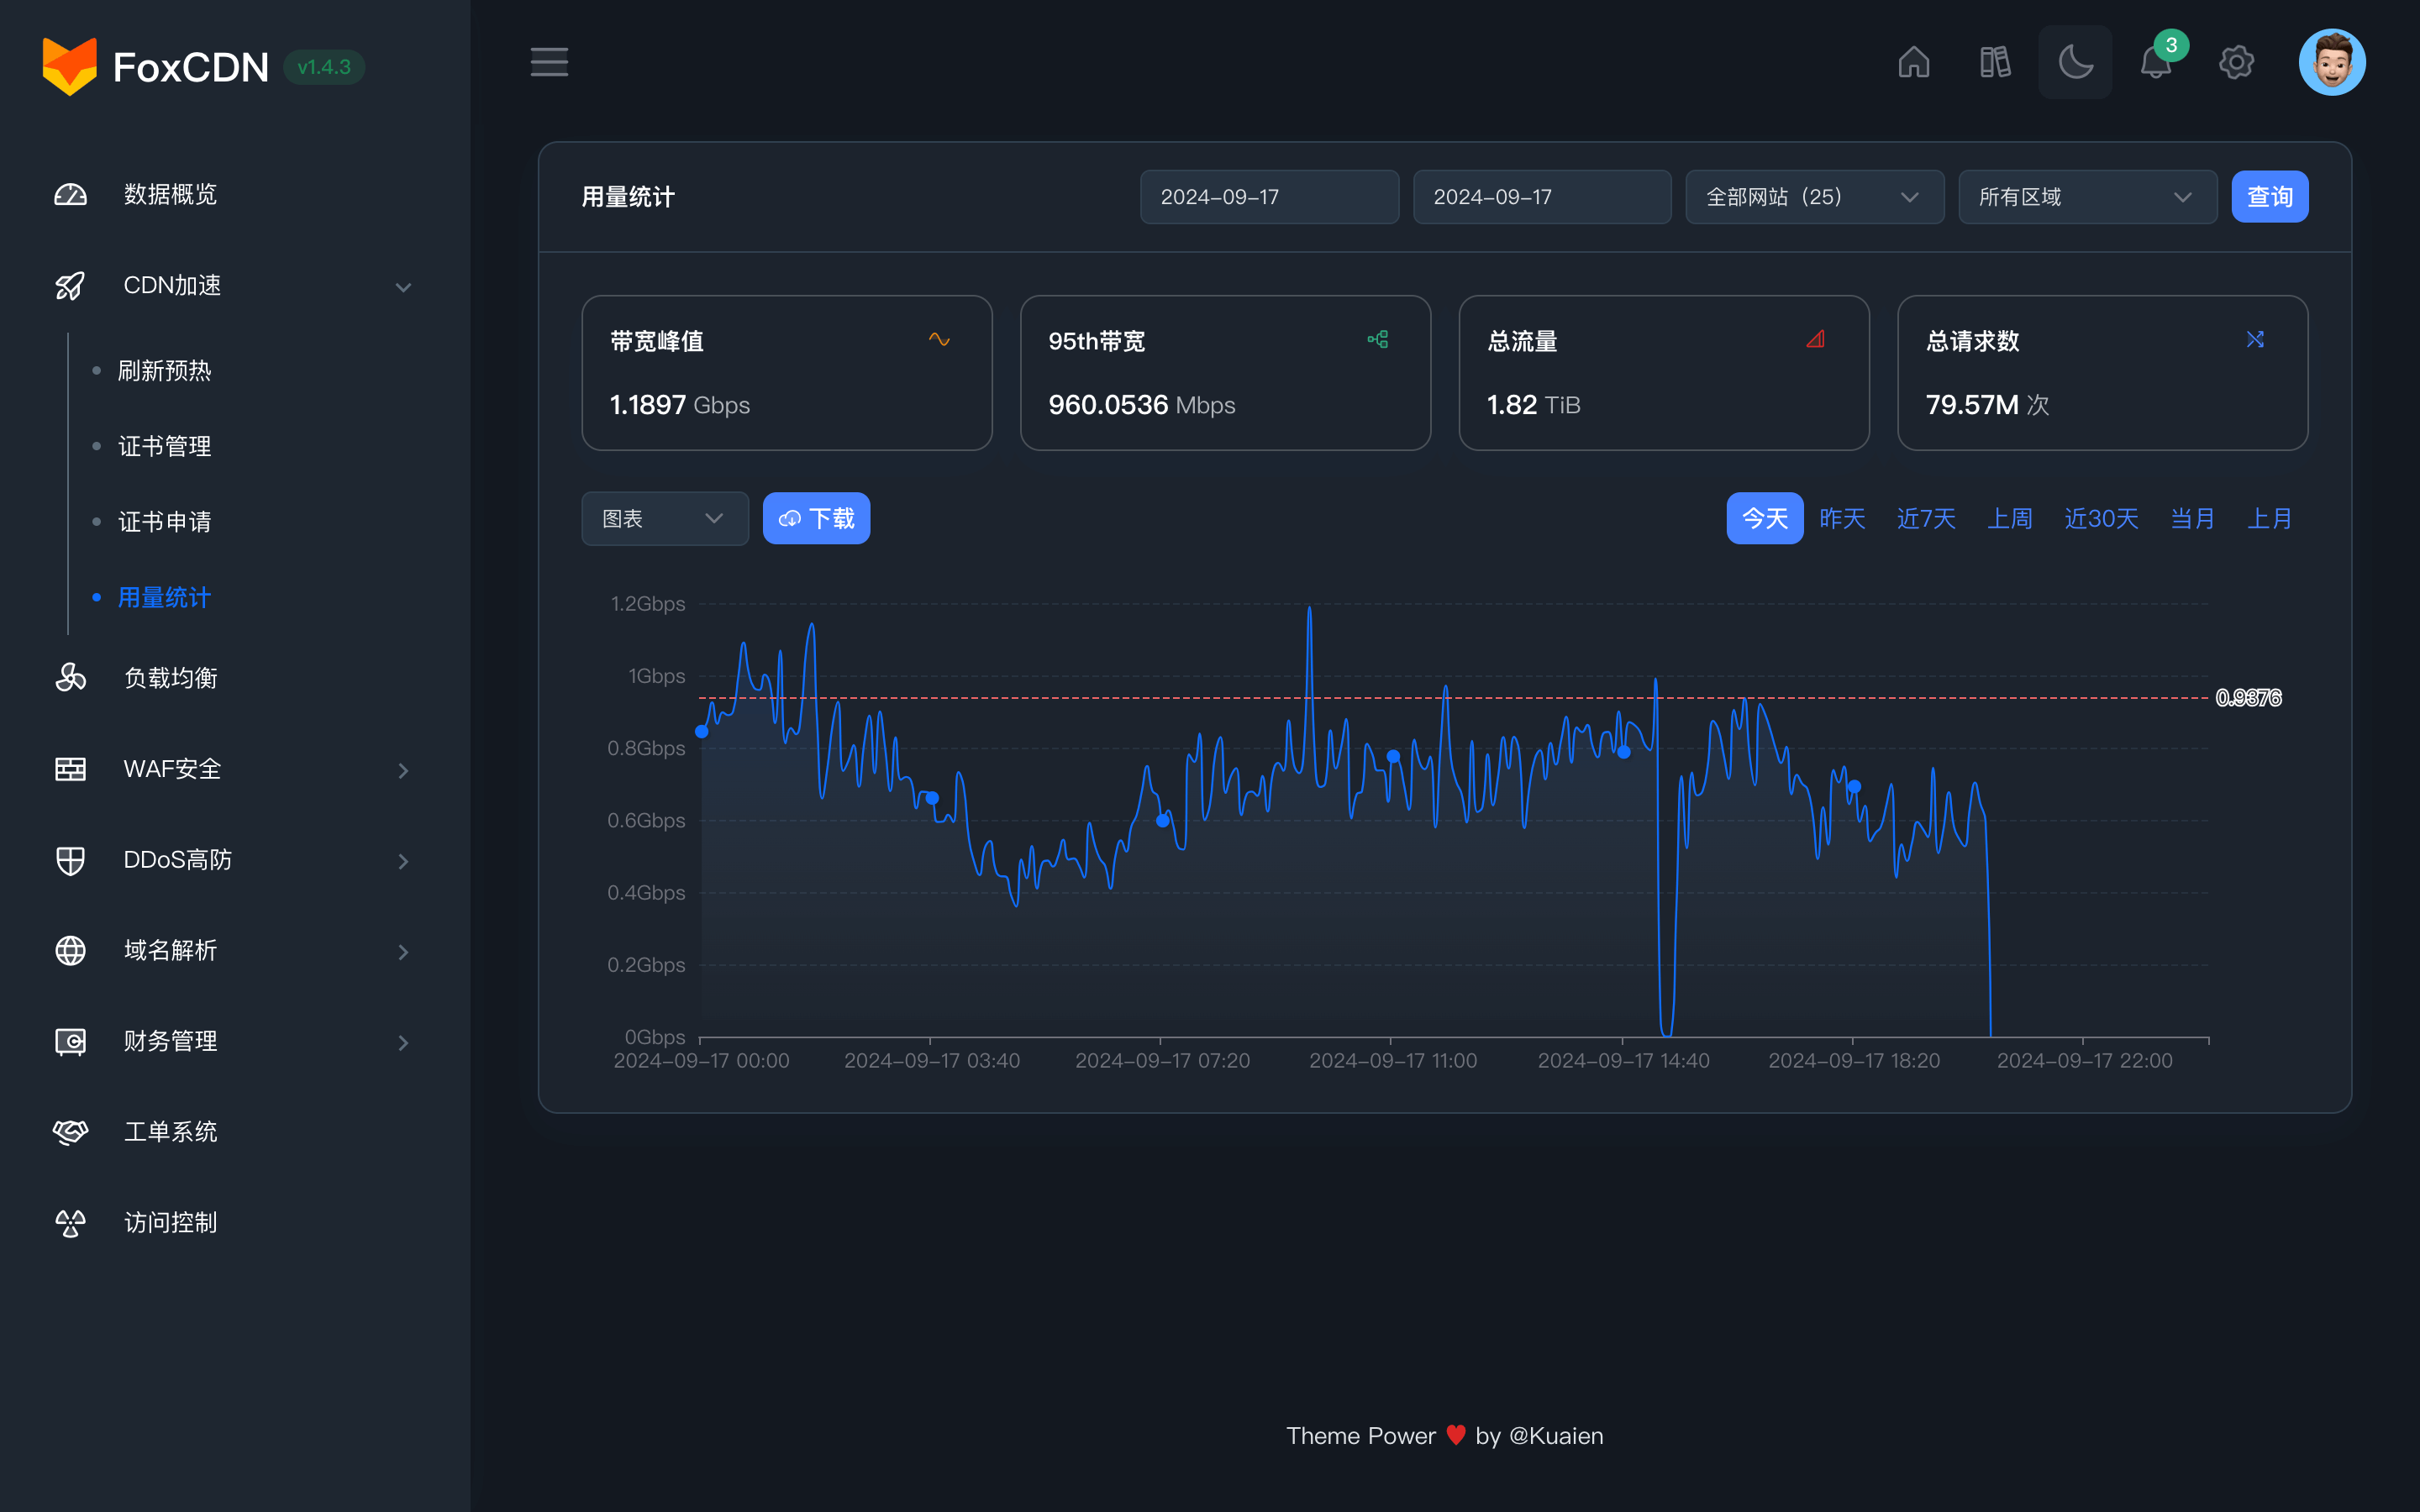 FoxCDN v1.4.3
3
数据概览
CDN加速
刷新预热
证书管理
证书申请
用量统计
负载均衡
WAF安全
DDoS高防
域名解析
财务管理
工单系统
访问控制
用量统计 2024-09-17 2024-09-17 全部网站（25） 所有区域 查询
带宽峰值 95th带宽 总流量 总请求数
1.1897 Gbps 960.0536 Mbps 1.82 TiB 79.57M 次
图表 下载 今天 昨天 近7天 上周 近30天 当月 上月
1.2Gbps
1Gbps
0.9376
0.8Gbps
0.6Gbps
0.4Gbps
0.2Gbps
0Gbps
2024-09-17 00:00 2024-09-17 03:40 2024-09-17 07:20 2024-09-17 11:00 2024-09-17 14:40 2024-09-17 18:20 2024-09-17 22:00
Theme Power ❤ by @Kuaien